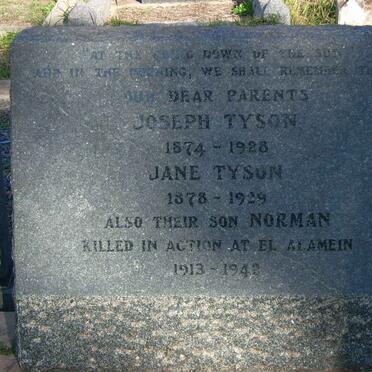 "AT THE GOING DOWN OF THE SUN
AND IN THE MORNING, WE SHALL REMEMBER
OUR DEAR PARENTS
JOSEPH TYSON
1874 - 1928
JANE TYSON
1878 - 1929
ALSO THEIR SON NORMAN
KILLED IN ACTION AT EL ALAMEIN
1913 - 1942